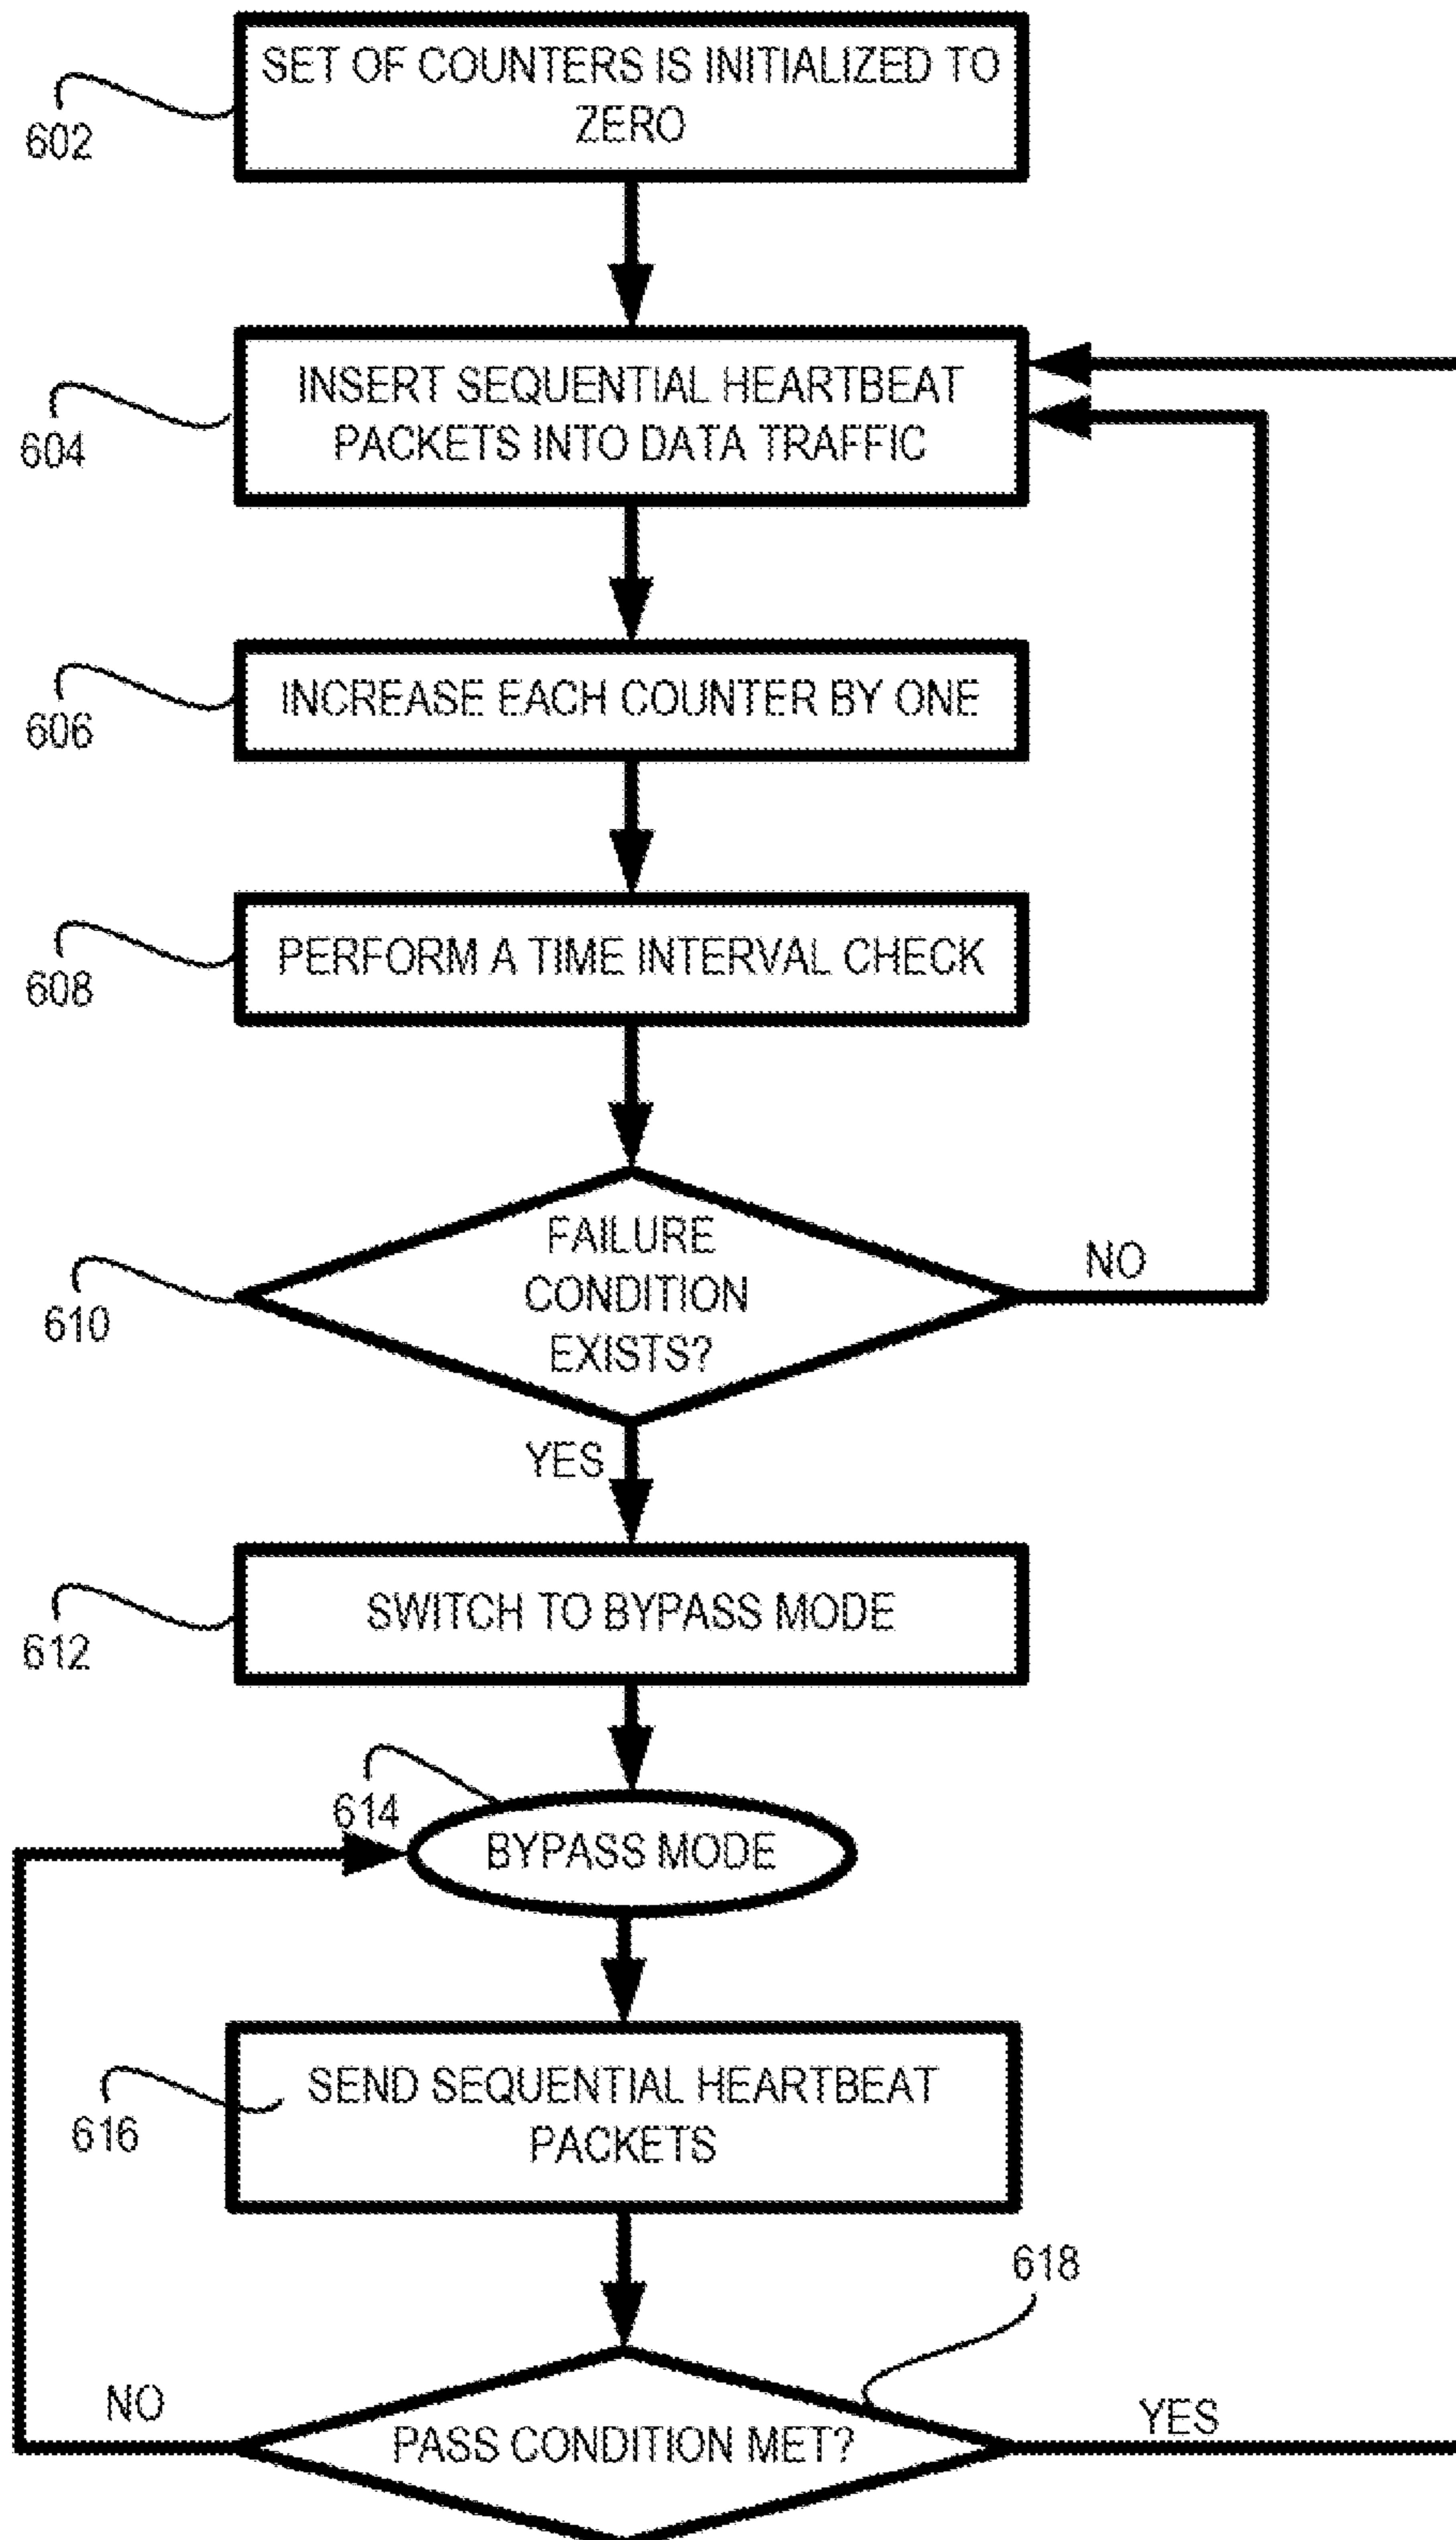 SET OF COUNTERS IS INITIALIZED TO
ZERO
602
INSERT SEQUENTIAL HEARTBEAT
PACKETS INTO DATA TRAFFIC
604
INCREASE EACH COUNTER BY ONE
606
PERFORM A TIME INTERVAL CHECK
608
FAILURE
CONDITION
EXISTS?
610
NO
YES
SWITCH TO BYPASS MODE
612
614
BYPASS MODE
SEND SEQUENTIAL HEARTBEAT
PACKETS
616
618
NO
PASS CONDITION MET?
YES